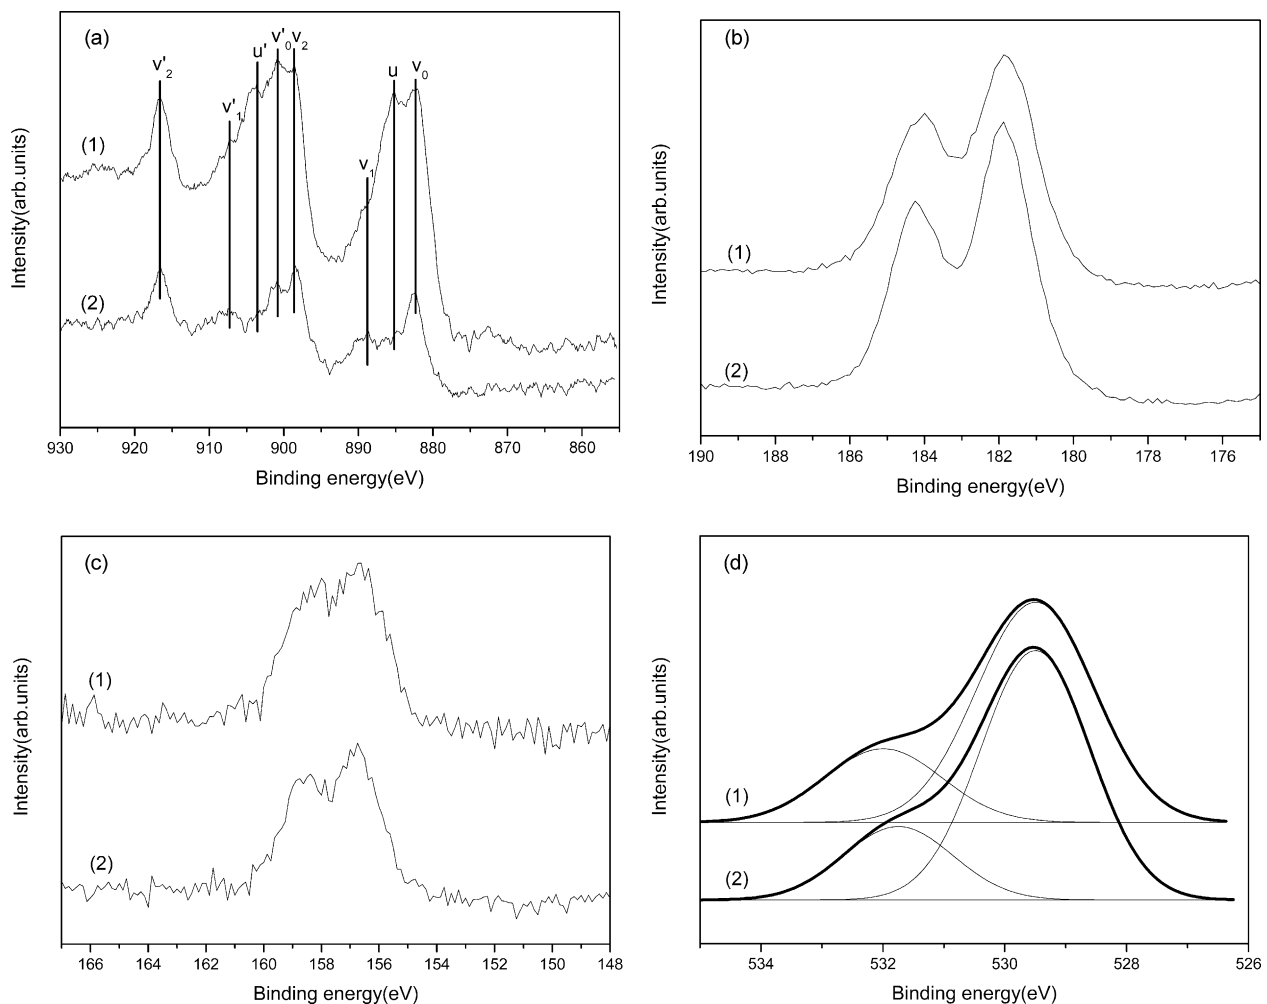 (a)
v'2
v'1
u'
v'0
v2
v1
u
v0
(1)
(2)
Intensity(arb.units)
930 920 910 900 890 880 870 860
Binding energy(eV)
(b)
(1)
(2)
Intensity(arb.units)
190 188 186 184 182 180 178 176
Binding energy(eV)
(c)
(1)
(2)
Intensity(arb.units)
166 164 162 160 158 156 154 152 150 148
Binding energy(eV)
(d)
(1)
(2)
Intensity(arb.units)
534 532 530 528 526
Binding energy(eV)